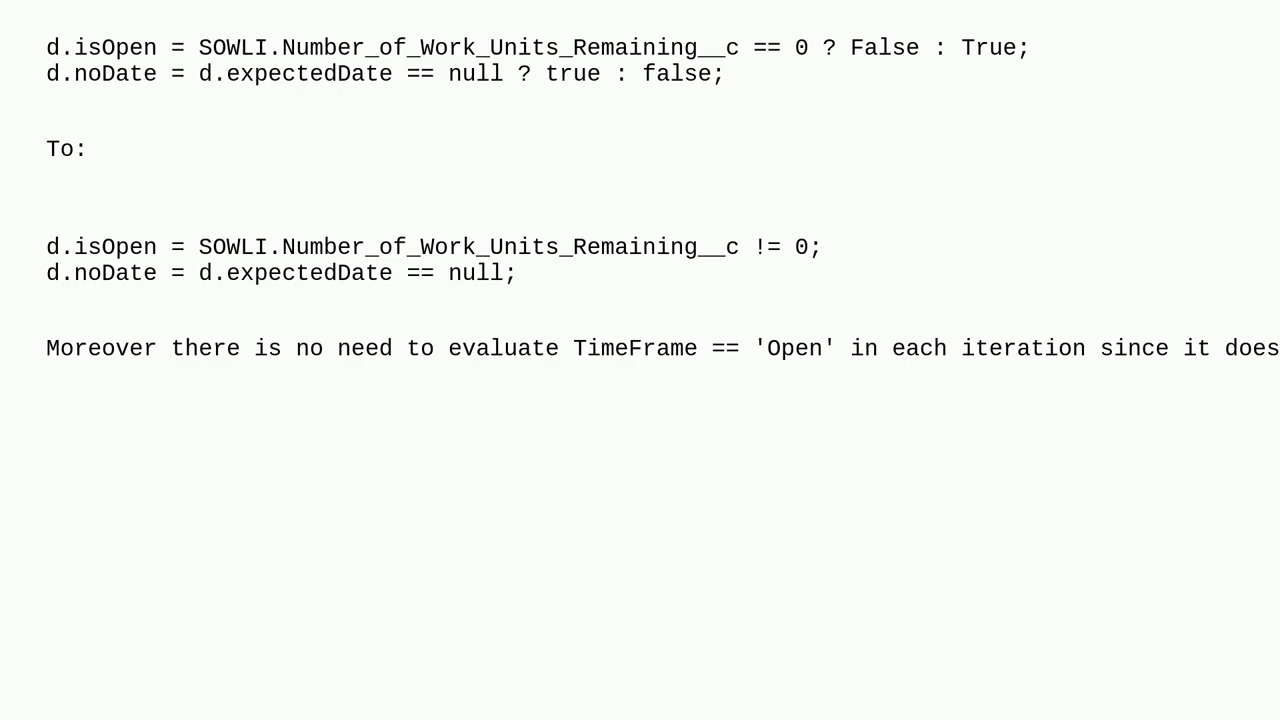 d.isOpen = SOWLI.Number_of_Work_Units_Remaining__c == 0 ? False : True;
d.noDate = d.expectedDate == null ? true : false;
To:
d.isOpen = SOWLI.Number_of_Work_Units_Remaining__c != 0;
d.noDate = d.expectedDate == null;
Moreover there is no need to evaluate TimeFrame == 'Open' in each iteration since it does